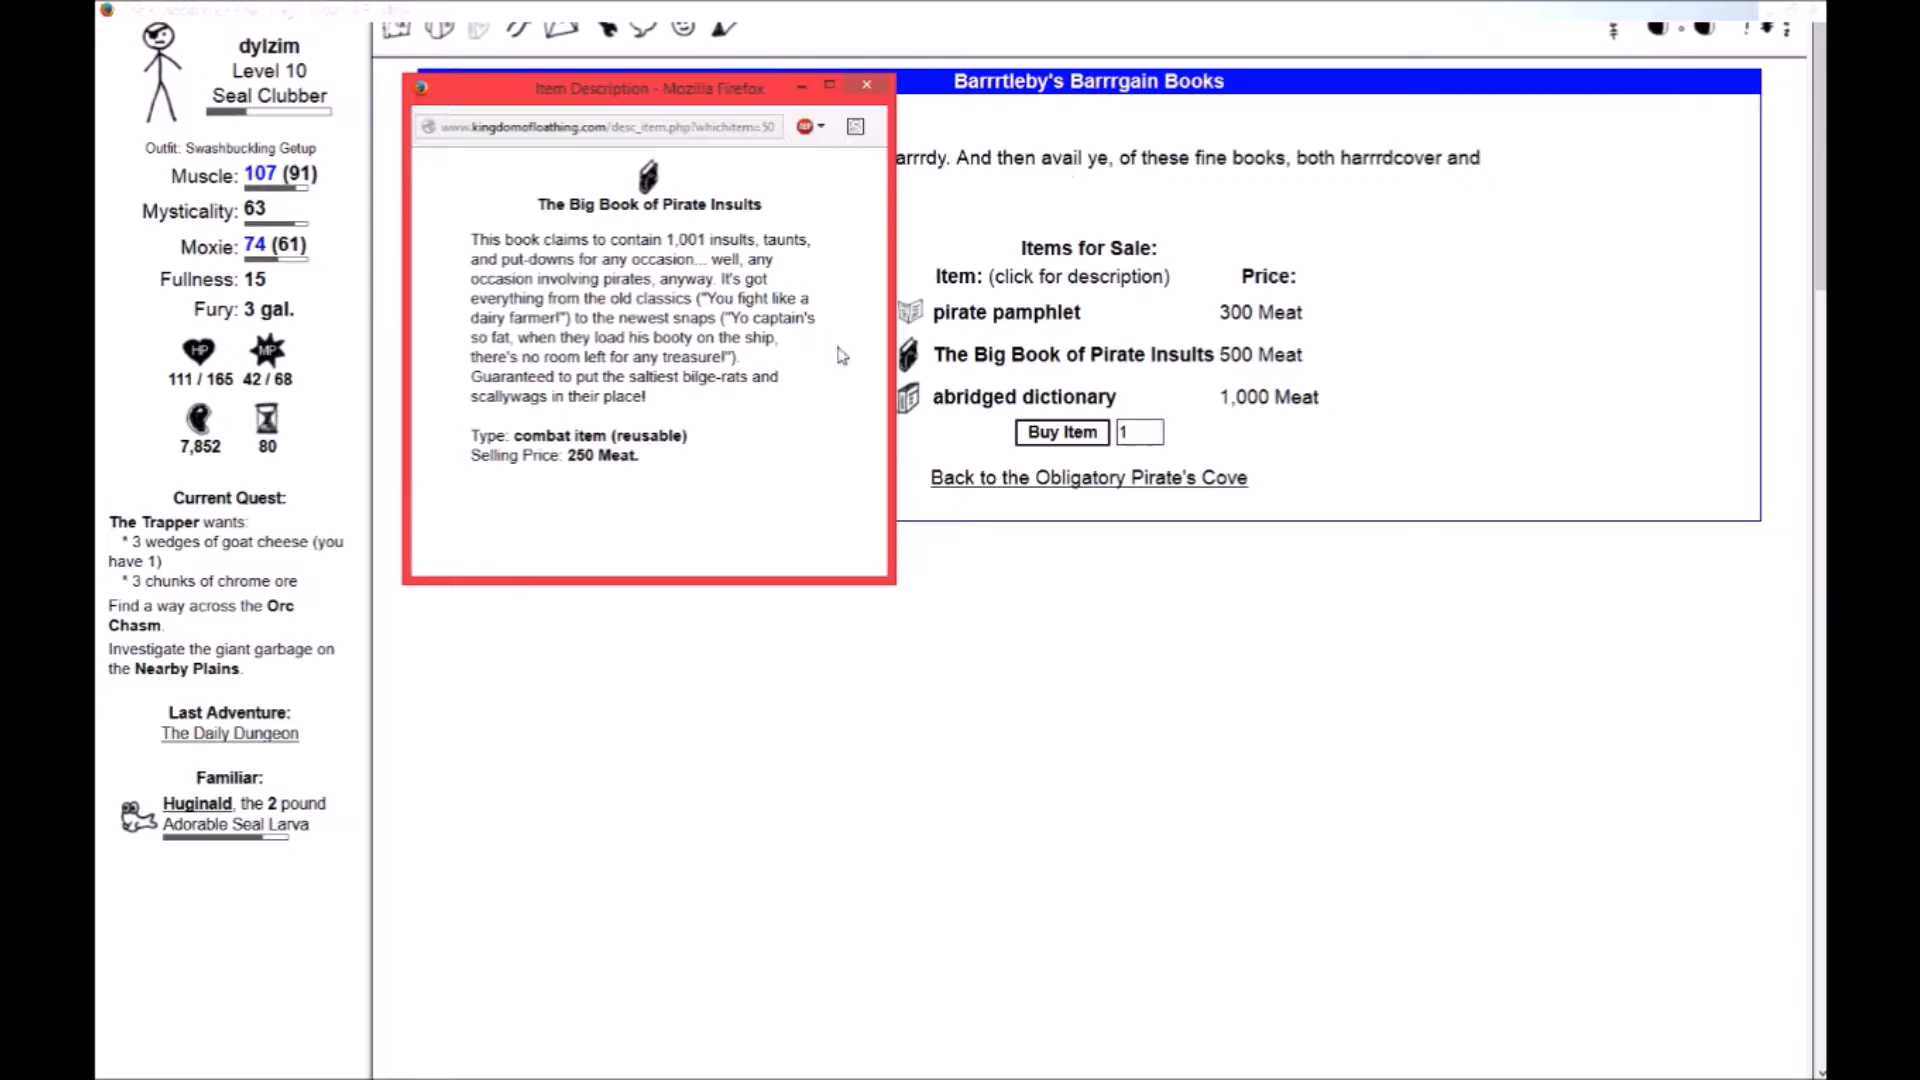 dylzim
Level 10
Seal Clubber
Outfit: Swashbuckling Getup
Muscle: 107 (91)
Mysticality: 63
Moxie: 74 (61)
Fullness: 15
Fury: 3 gal.
HP MP
111 / 165 42 / 68
7,852 80
Current Quest:
The Trapper wants:
* 3 wedges of goat cheese (you
have 1)
* 3 chunks of chrome ore
Find a way across the Orc
Chasm.
Investigate the giant garbage on
the Nearby Plains.
Last Adventure:
The Daily Dungeon
Familiar:
Huginald, the 2 pound
Adorable Seal Larva
Item Description - Mozilla Firefox
www.kingdomofloathing.com/desc_item.php?whichitem=50
ABP
The Big Book of Pirate Insults
This book claims to contain 1,001 insults, taunts,
and put-downs for any occasion... well, any
occasion involving pirates, anyway. It's got
everything from the old classics ("You fight like a
dairy farmer!") to the newest snaps ("Yo captain's
so fat, when they load his booty on the ship,
there's no room left for any treasure!").
Guaranteed to put the saltiest bilge-rats and
scallywags in their place!
Type: combat item (reusable)
Selling Price: 250 Meat.
Barrrtleby's Barrrgain Books
arrrdy. And then avail ye, of these fine books, both harrrdcover and
Items for Sale:
Item: (click for description) Price:
pirate pamphlet 300 Meat
The Big Book of Pirate Insults 500 Meat
abridged dictionary 1,000 Meat
Buy Item 1
Back to the Obligatory Pirate's Cove